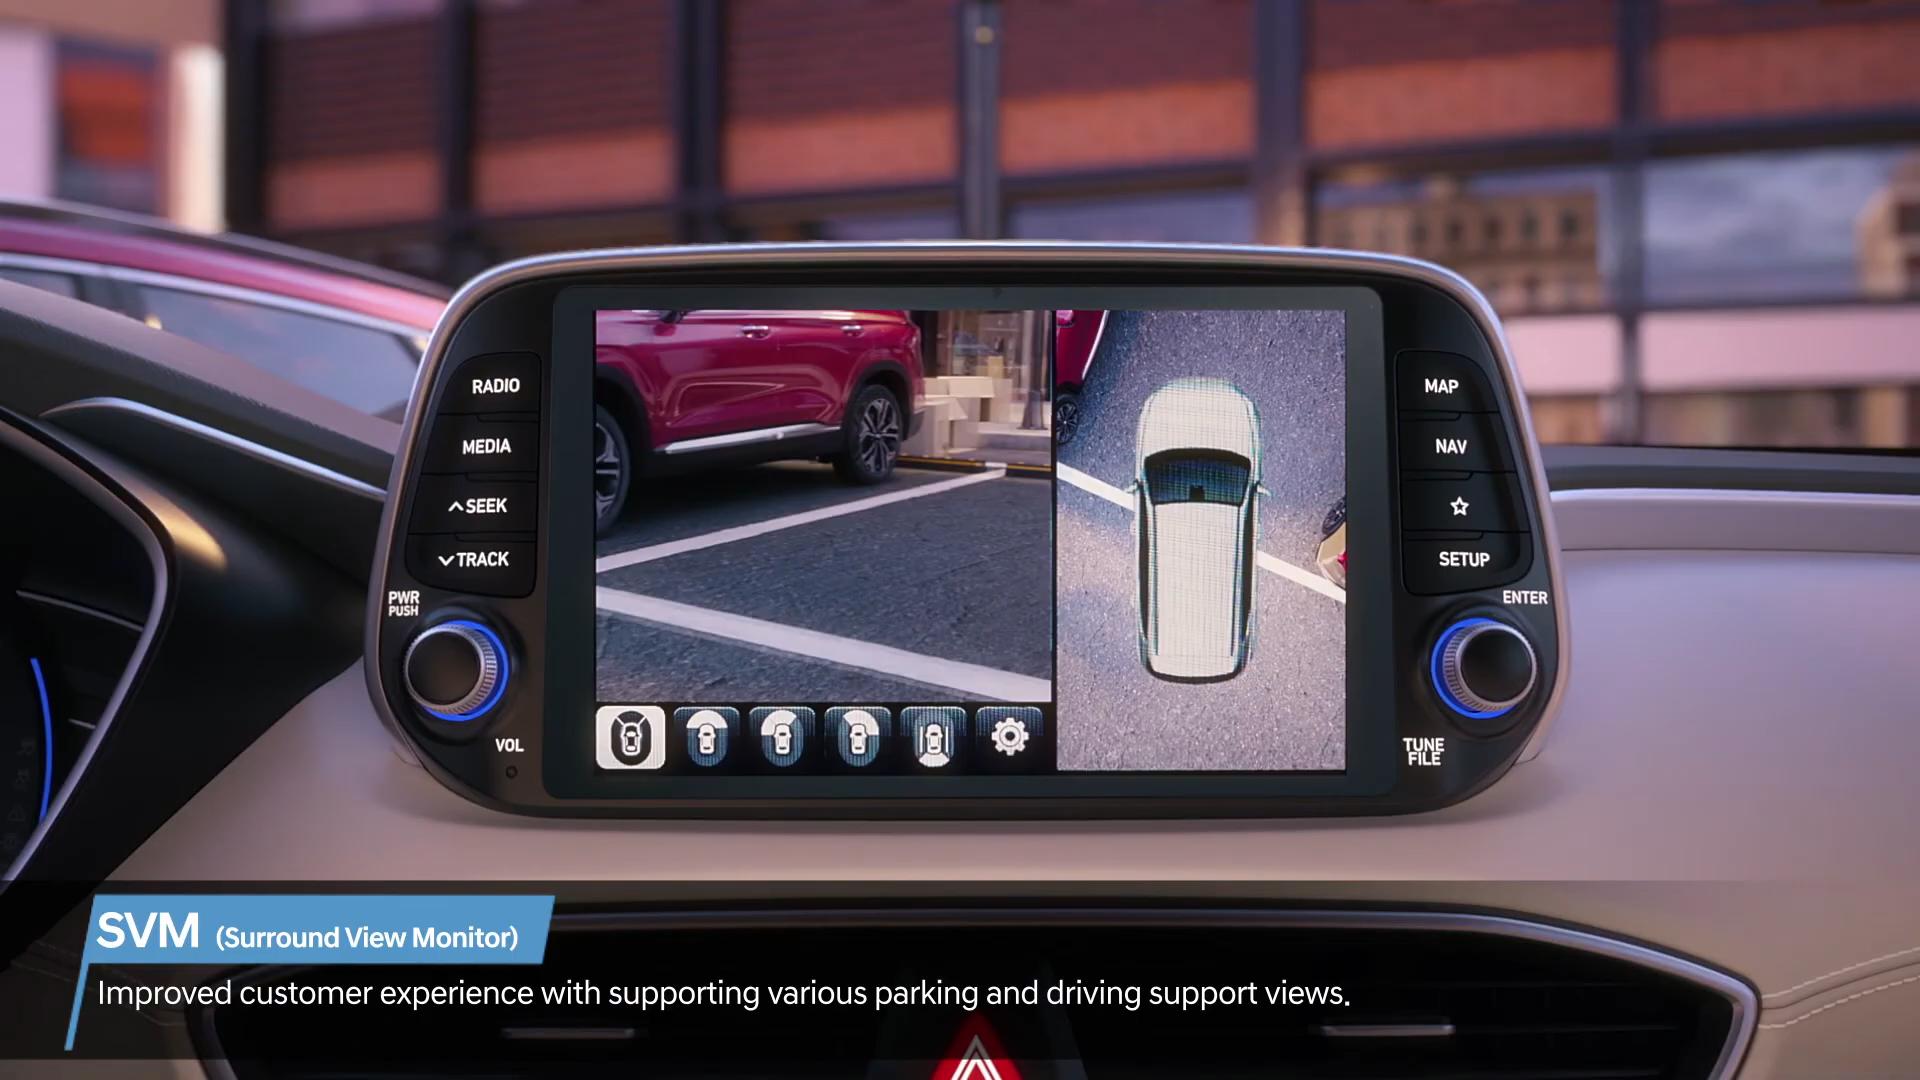 RADIO
MEDIA
SEEK
TRACK
PWR
PUSH
VOL
MAP
NAV
SETUP
ENTER
TUNE
FILE
SVM (Surround View Monitor)
Improved customer experience with supporting various parking and driving support views.